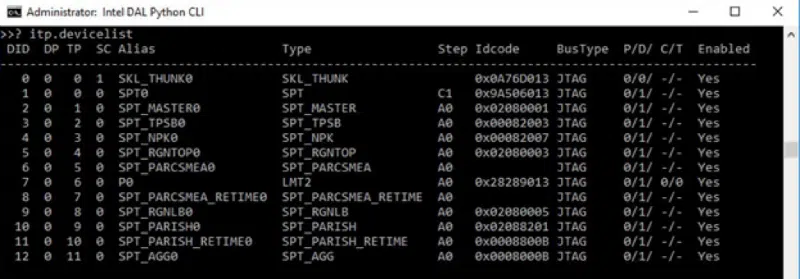 Administrator: Intel DAL Python CLI
>>? itp.devicelist
DID DP TP SC Alias Type Step Idcode BusType P/D/ C/T Enabled
0 0 0 1 SKL_THUNK0 SKL_THUNK 0x0A76D013 JTAG 0/0/ -/- Yes
1 0 0 0 SPT0 SPT C1 0x9A506013 JTAG 0/1/ -/- Yes
2 0 1 0 SPT_MASTER0 SPT_MASTER A0 0x02080001 JTAG 0/1/ -/- Yes
3 0 2 0 SPT_TPSB0 SPT_TPSB A0 0x00082003 JTAG 0/1/ -/- Yes
4 0 3 0 SPT_NPK0 SPT_NPK A0 0x00082007 JTAG 0/1/ -/- Yes
5 0 4 0 SPT_RGNTOP0 SPT_RGNTOP A0 0x02080003 JTAG 0/1/ -/- Yes
6 0 5 0 SPT_PARCSMEA0 SPT_PARCSMEA A0 JTAG 0/1/ -/- Yes
7 0 6 0 P0 LMT2 A0 0x28289013 JTAG 0/1/ 0/0 Yes
8 0 7 0 SPT_PARCSMEA_RETIME0 SPT_PARCSMEA_RETIME A0 JTAG 0/1/ -/- Yes
9 0 8 0 SPT_RGNLB0 SPT_RGNLB A0 0x02080005 JTAG 0/1/ -/- Yes
10 0 9 0 SPT_PARISH0 SPT_PARISH A0 0x02088201 JTAG 0/1/ -/- Yes
11 0 10 0 SPT_PARISH_RETIME0 SPT_PARISH_RETIME A0 0x0008800B JTAG 0/1/ -/- Yes
12 0 11 0 SPT_AGG0 SPT_AGG A0 0x0008000B JTAG 0/1/ -/- Yes